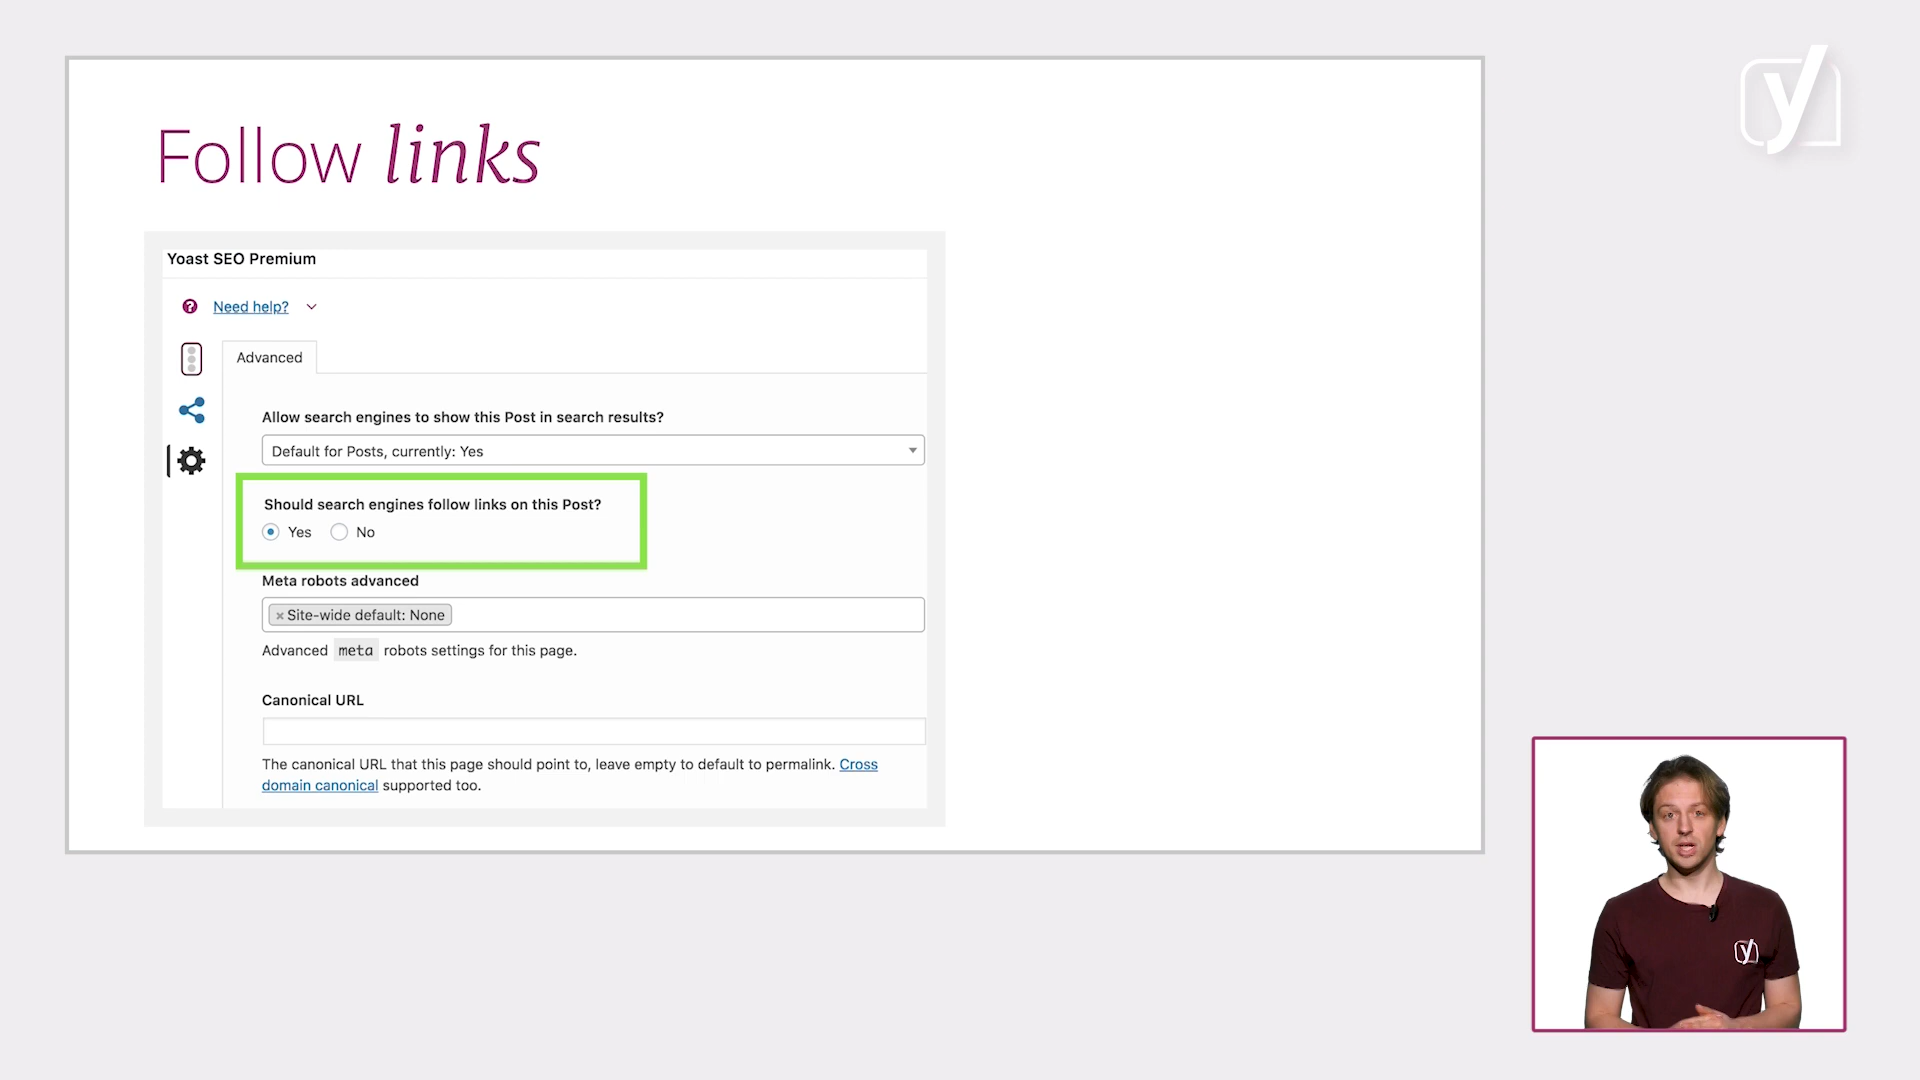 Follow links
Yoast SEO Premium
Need help?
Advanced
Allow search engines to show this Post in search results?
Default for Posts, currently: Yes
Should search engines follow links on this Post?
Yes No
Meta robots advanced
× Site-wide default: None
Advanced meta robots settings for this page.
Canonical URL
The canonical URL that this page should point to, leave empty to default to permalink. Cross
domain canonical supported too.
y
y